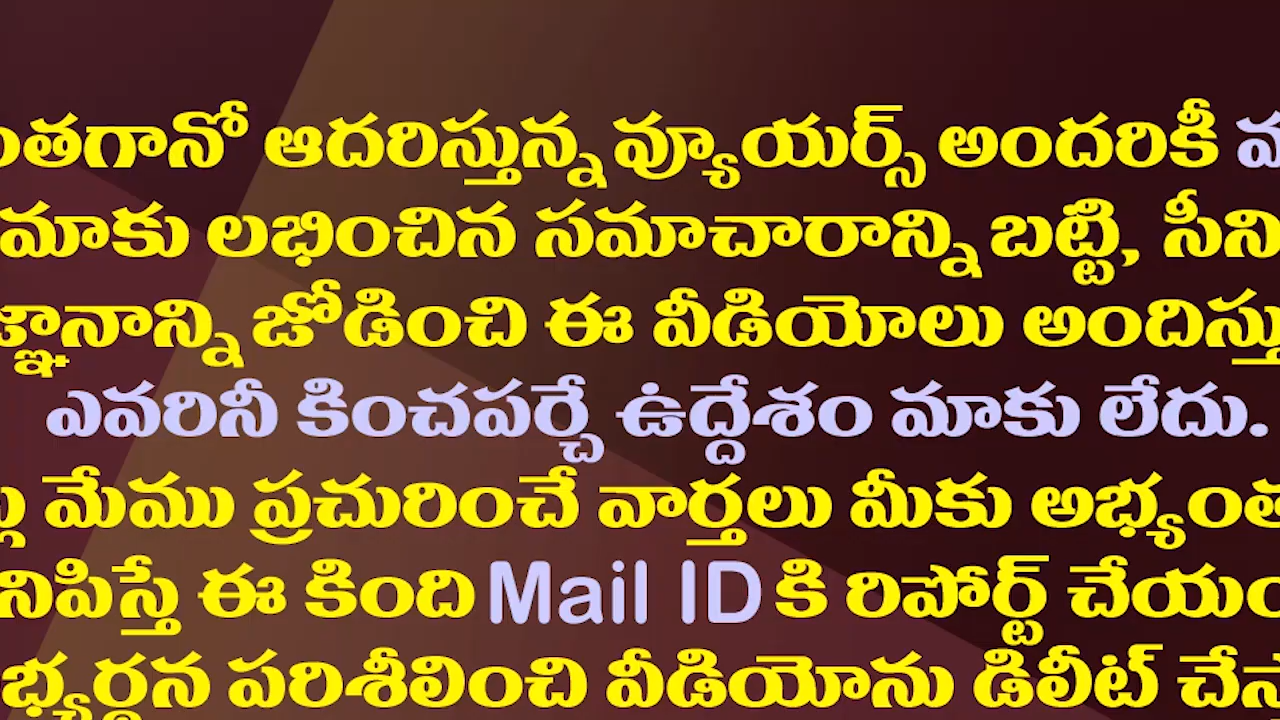 ంతగానో ఆదరిస్తున్న వ్యూయర్స్ అందరికీ
మాకు లభించిన సమాచారాన్ని బట్టి, సీని
జ్ఞానాన్ని జోడించి ఈ వీడియోలు అందిస్తు
ఎవరినీ కించపర్చే ఉద్దేశం మాకు లేదు.
మేము ప్రచురించే వార్తలు మీకు అభ్యంత
నిపిస్తే ఈ కింది Mail ID కి రిపోర్ట్ చేయం
భ్యర్థన పరిశీలించి వీడియోను డిలీట్ చేస